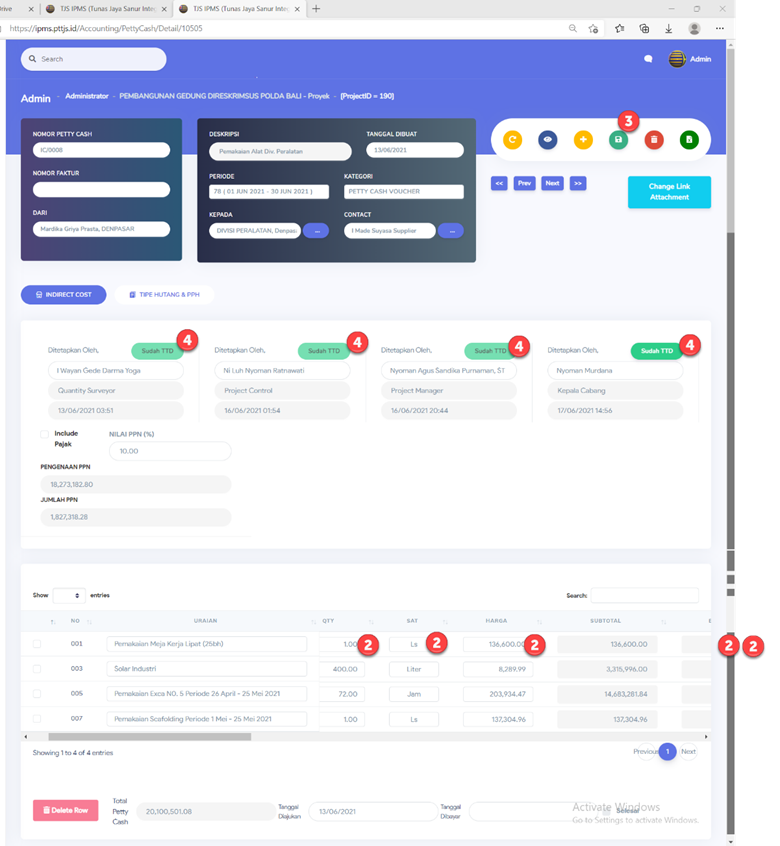 Drive
TJS IPMS (Tunas Jaya Sanur Integ
TJS IPMS (Tunas Jaya Sanur Integ
https://ipms.pttjs.id/Accounting/PettyCash/Detail/10505
Search
Admin
Admin - Administrator - PEMBANGUNAN GEDUNG DIRESKRIMSUS POLDA BALI - Proyek - [ProjectID = 190]
3
NOMOR PETTY CASH
IC/0008
NOMOR FAKTUR
DARI
Mardika Griya Prasta, DENPASAR
DESKRIPSI
Pemakaian Alat Div. Peralatan
TANGGAL DIBUAT
13/06/2021
PERIODE
78 ( 01 JUN 2021 - 30 JUN 2021 )
KATEGORI
PETTY CASH VOUCHER
KEPADA
DIVISI PERALATAN, Denpas
...
CONTACT
I Made Suyasa Supplier
...
<< Prev Next >>
Change Link
Attachment
INDIRECT COST
TIPE HUTANG & PPH
Ditetapkan Oleh, Sudah TTD 4
I Wayan Gede Darma Yoga
Quantity Surveyor
13/06/2021 03:51
Ditetapkan Oleh, Sudah TTD 4
Ni Luh Nyoman Ratnawati
Project Control
16/06/2021 01:54
Ditetapkan Oleh, Sudah TTD 4
Nyoman Agus Sandika Purnaman, ST
Project Manager
16/06/2021 20:44
Ditetapkan Oleh, Sudah TTD 4
Nyoman Murdana
Kepala Cabang
17/06/2021 14:56
Include
Pajak
NILAI PPN (%)
10.00
PENGENAAN PPN
18,273,182.80
JUMLAH PPN
1,827,318.28
Show entries
Search:
NO URAIAN QTY SAT HARGA SUBTOTAL
001 Pemakaian Meja Kerja Lipat (25bh) 1.00 2 Ls 2 136,600.00 2 136,600.00 2 2
003 Solar Industri 400.00 Liter 8,289.99 3,315,996.00
005 Pemakaian Exca N0. 5 Periode 26 April - 25 Mei 2021 72.00 Jam 203,934.47 14,683,281.84
007 Pemakaian Scafolding Periode 1 Mei - 25 Mei 2021 1.00 Ls 137,304.96 137,304.96
Showing 1 to 4 of 4 entries
Previous 1 Next
Delete Row
Total
Petty
Cash
20,100,501.08
Tanggal
Diajukan
13/06/2021
Tanggal
Dibayar
Selesai
Activate Windows
Go to Settings to activate Windows.